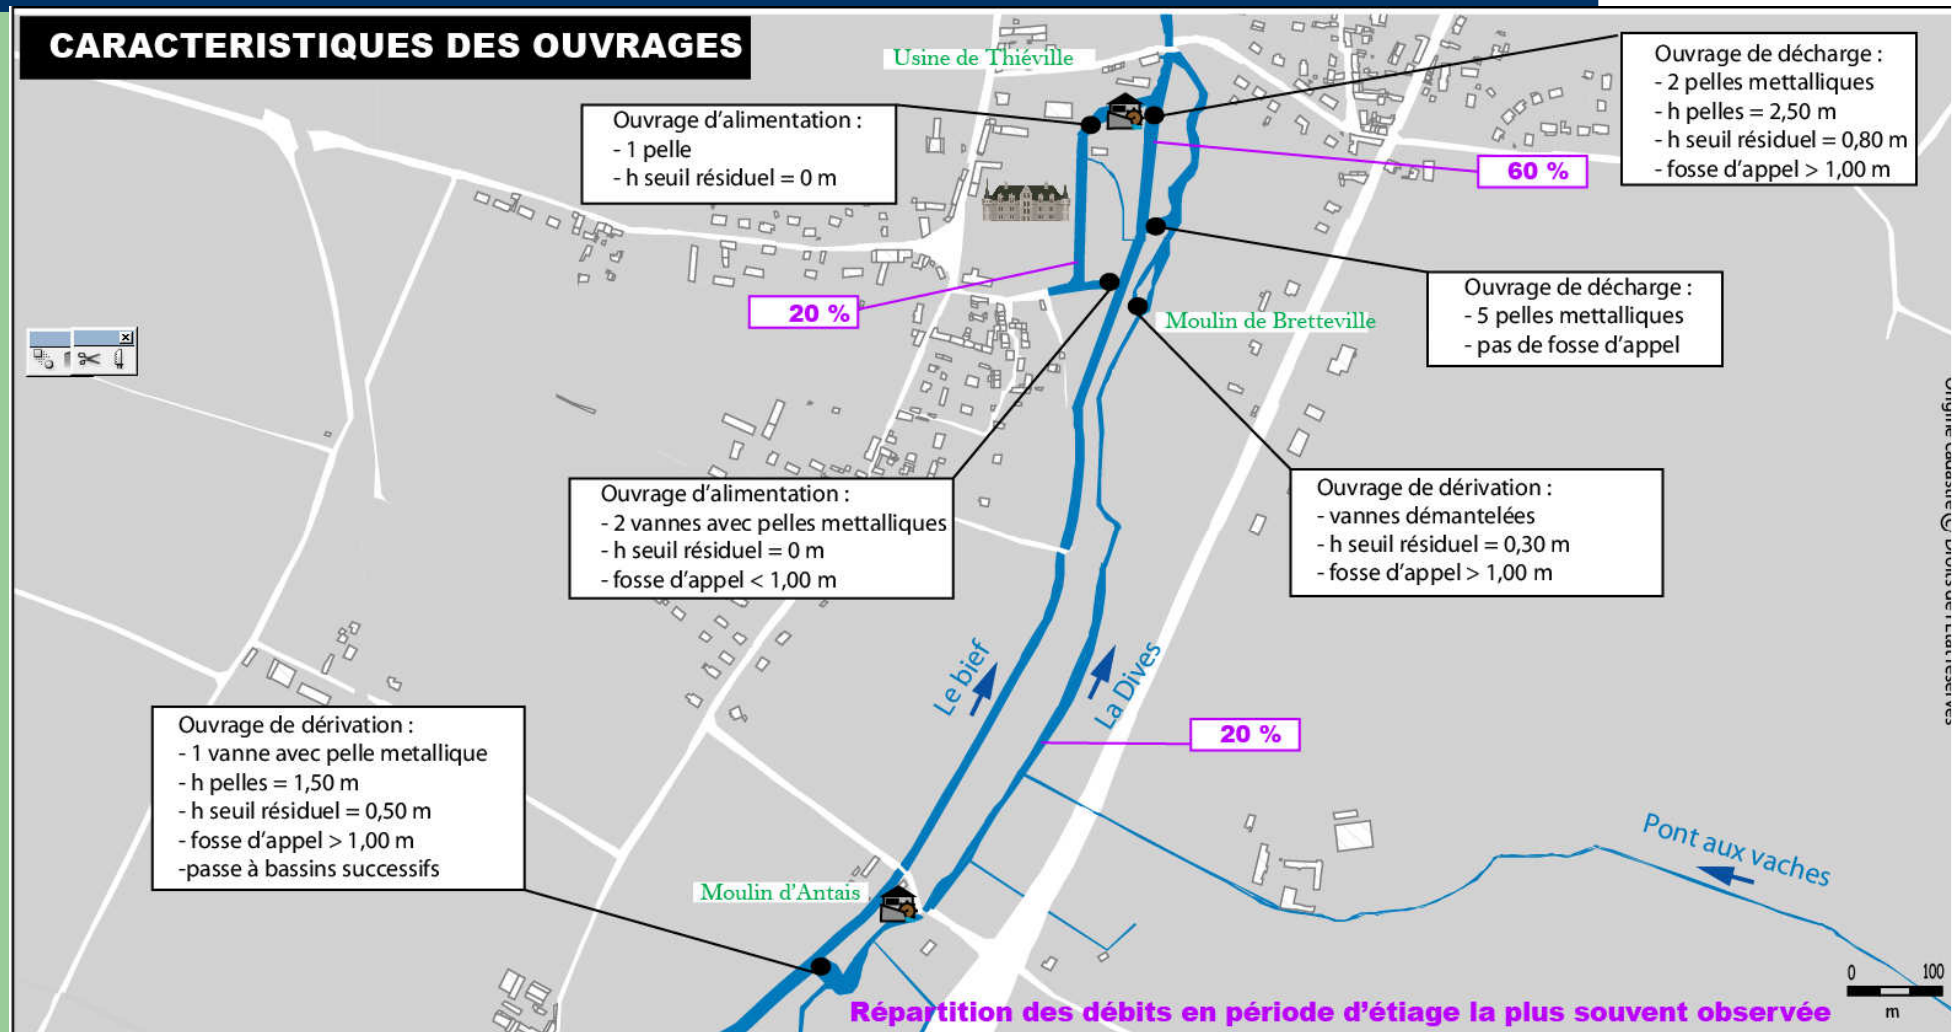 CARACTERISTIQUES DES OUVRAGES
Usine de Thiéville
Ouvrage de décharge :
- 2 pelles mettalliques
- h pelles = 2,50 m
- h seuil résiduel = 0,80 m
- fosse d'appel > 1,00 m
Ouvrage d'alimentation :
- 1 pelle
- h seuil résiduel = 0 m
60 %
20 %
Ouvrage de décharge :
- 5 pelles mettalliques
- pas de fosse d'appel
Moulin de Bretteville
Ouvrage d'alimentation :
- 2 vannes avec pelles mettalliques
- h seuil résiduel = 0 m
- fosse d'appel < 1,00 m
Ouvrage de dérivation :
- vannes démantelées
- h seuil résiduel = 0,30 m
- fosse d'appel > 1,00 m
Le bief
La Dives
20 %
Ouvrage de dérivation :
- 1 vanne avec pelle metallique
- h pelles = 1,50 m
- h seuil résiduel = 0,50 m
- fosse d'appel > 1,00 m
-passe à bassins successifs
Moulin d'Antais
Pont aux vaches
0 100
m
Répartition des débits en période d'étiage la plus souvent observée